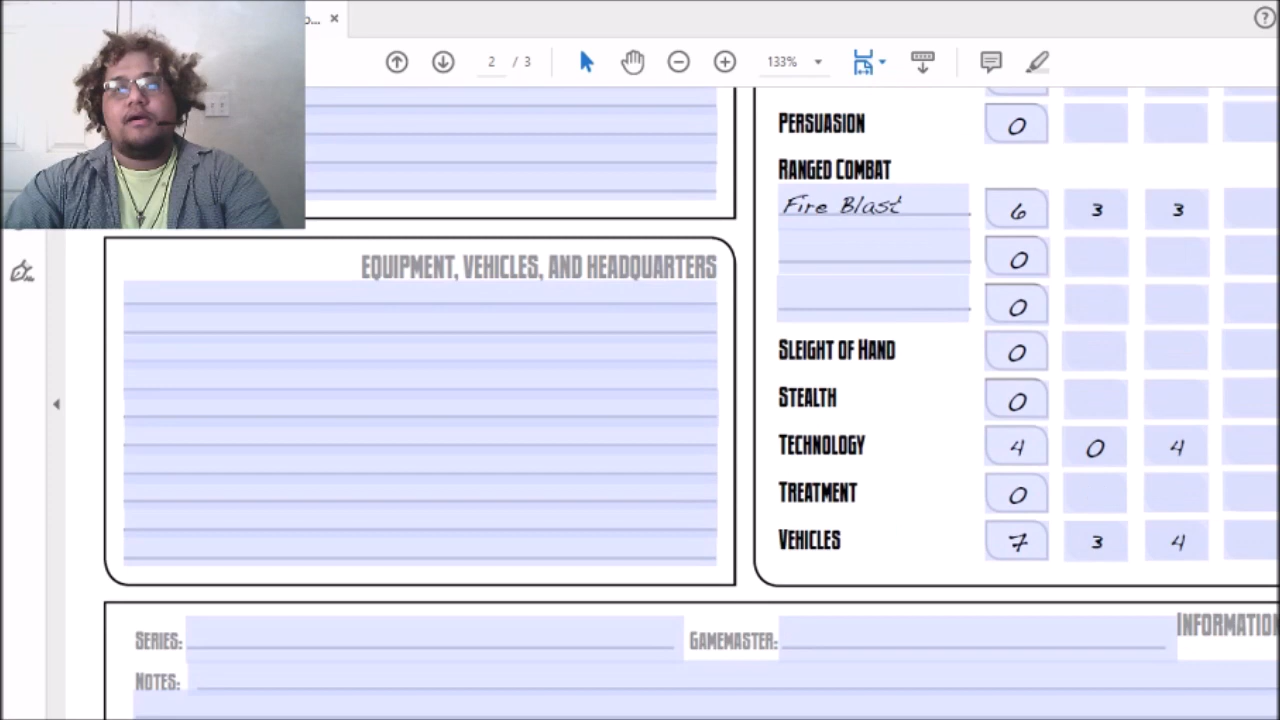 o...
2 / 3
133%
PERSUASION 0
RANGED COMBAT
Fire Blast 6 3 3
0
0
EQUIPMENT, VEHICLES, AND HEADQUARTERS
SLEIGHT OF HAND 0
STEALTH 0
TECHNOLOGY 4 0 4
TREATMENT 0
VEHICLES 7 3 4
SERIES: GAMEMASTER: INFORMATIO
NOTES: